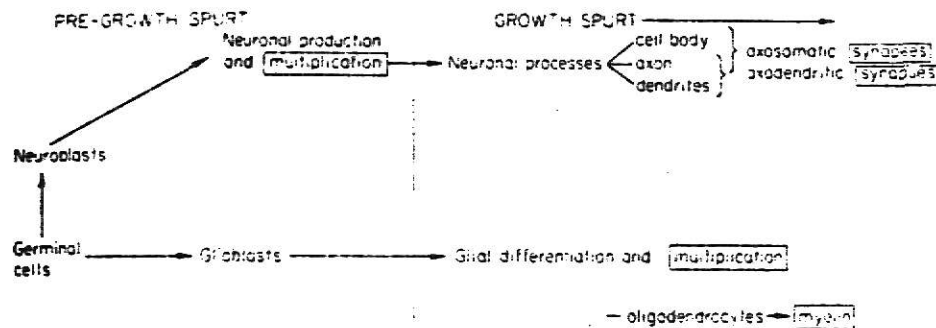 PRE-GROWTH SPURT
GROWTH SPURT
Neuronal production
and multiplication
Neuronal processes
cell body
axon
dendrites
axosomatic synapses
axodendritic synapses
Neuroblasts
Germinal
cells
Glioblasts
Glial differentiation and multiplication
oligodendrocytes
myelin